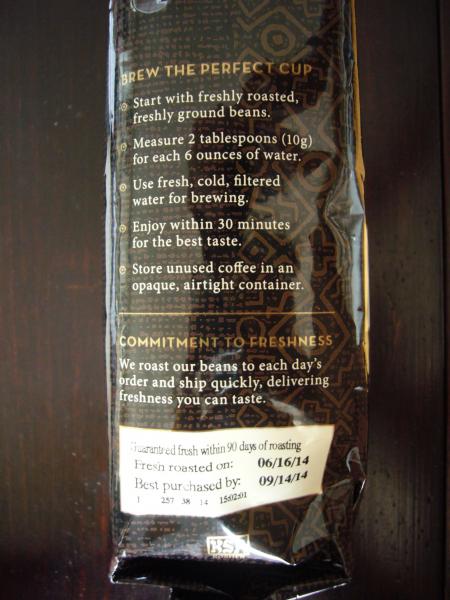 BREW THE PERFECT CUP
Start with freshly roasted,
freshly ground beans.
Measure 2 tablespoons (10g)
for each 6 ounces of water.
Use fresh, cold, filtered
water for brewing.
Enjoy within 30 minutes
for the best taste.
Store unused coffee in an
opaque, airtight container.
COMMITMENT TO FRESHNESS
We roast our beans to each day's
order and ship quickly, delivering
freshness you can taste.
Guaranteed fresh within 90 days of roasting
Fresh roasted on: 06/16/14
Best purchased by: 09/14/14
1 257 38 14 15:02:01